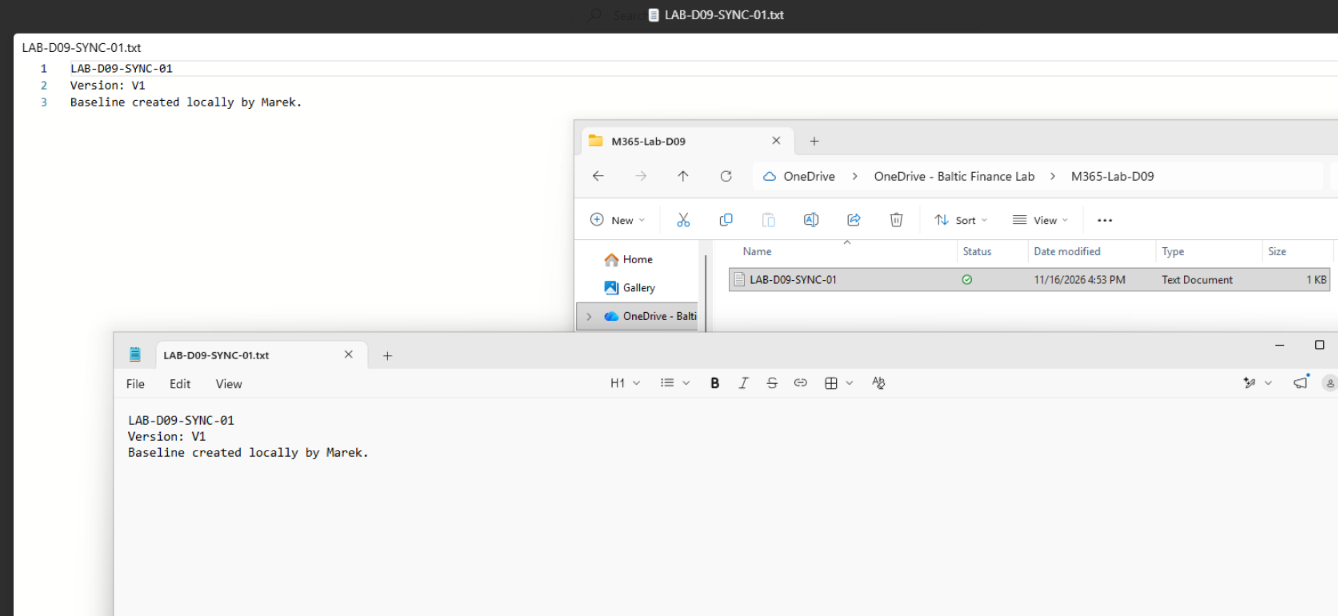 LAB-D09-SYNC-01.txt
LAB-D09-SYNC-01.txt
1 LAB-D09-SYNC-01
2 Version: V1
3 Baseline created locally by Marek.
M365-Lab-D09
OneDrive > OneDrive - Baltic Finance Lab > M365-Lab-D09
New Sort View
Name Status Date modified Type Size
Home
LAB-D09-SYNC-01 11/16/2026 4:53 PM Text Document 1 KB
Gallery
OneDrive - Balti
LAB-D09-SYNC-01.txt
File Edit View H1 B I S
LAB-D09-SYNC-01
Version: V1
Baseline created locally by Marek.